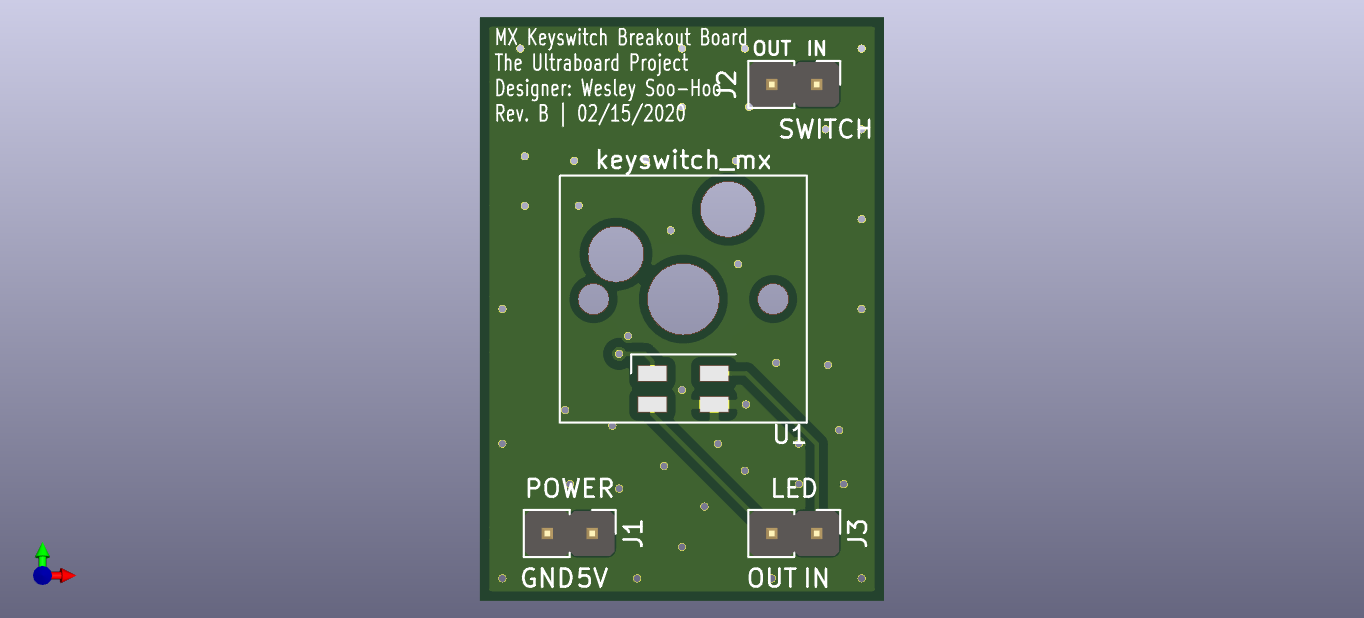 MX Keyswitch Breakout Board
The Ultraboard Project
Designer: Wesley Soo-Hoo
Rev. B | 02/15/2020
OUT IN
J2
SWITCH
keyswitch_mx
U1
POWER
LED
J1
J3
GND 5V
OUT IN